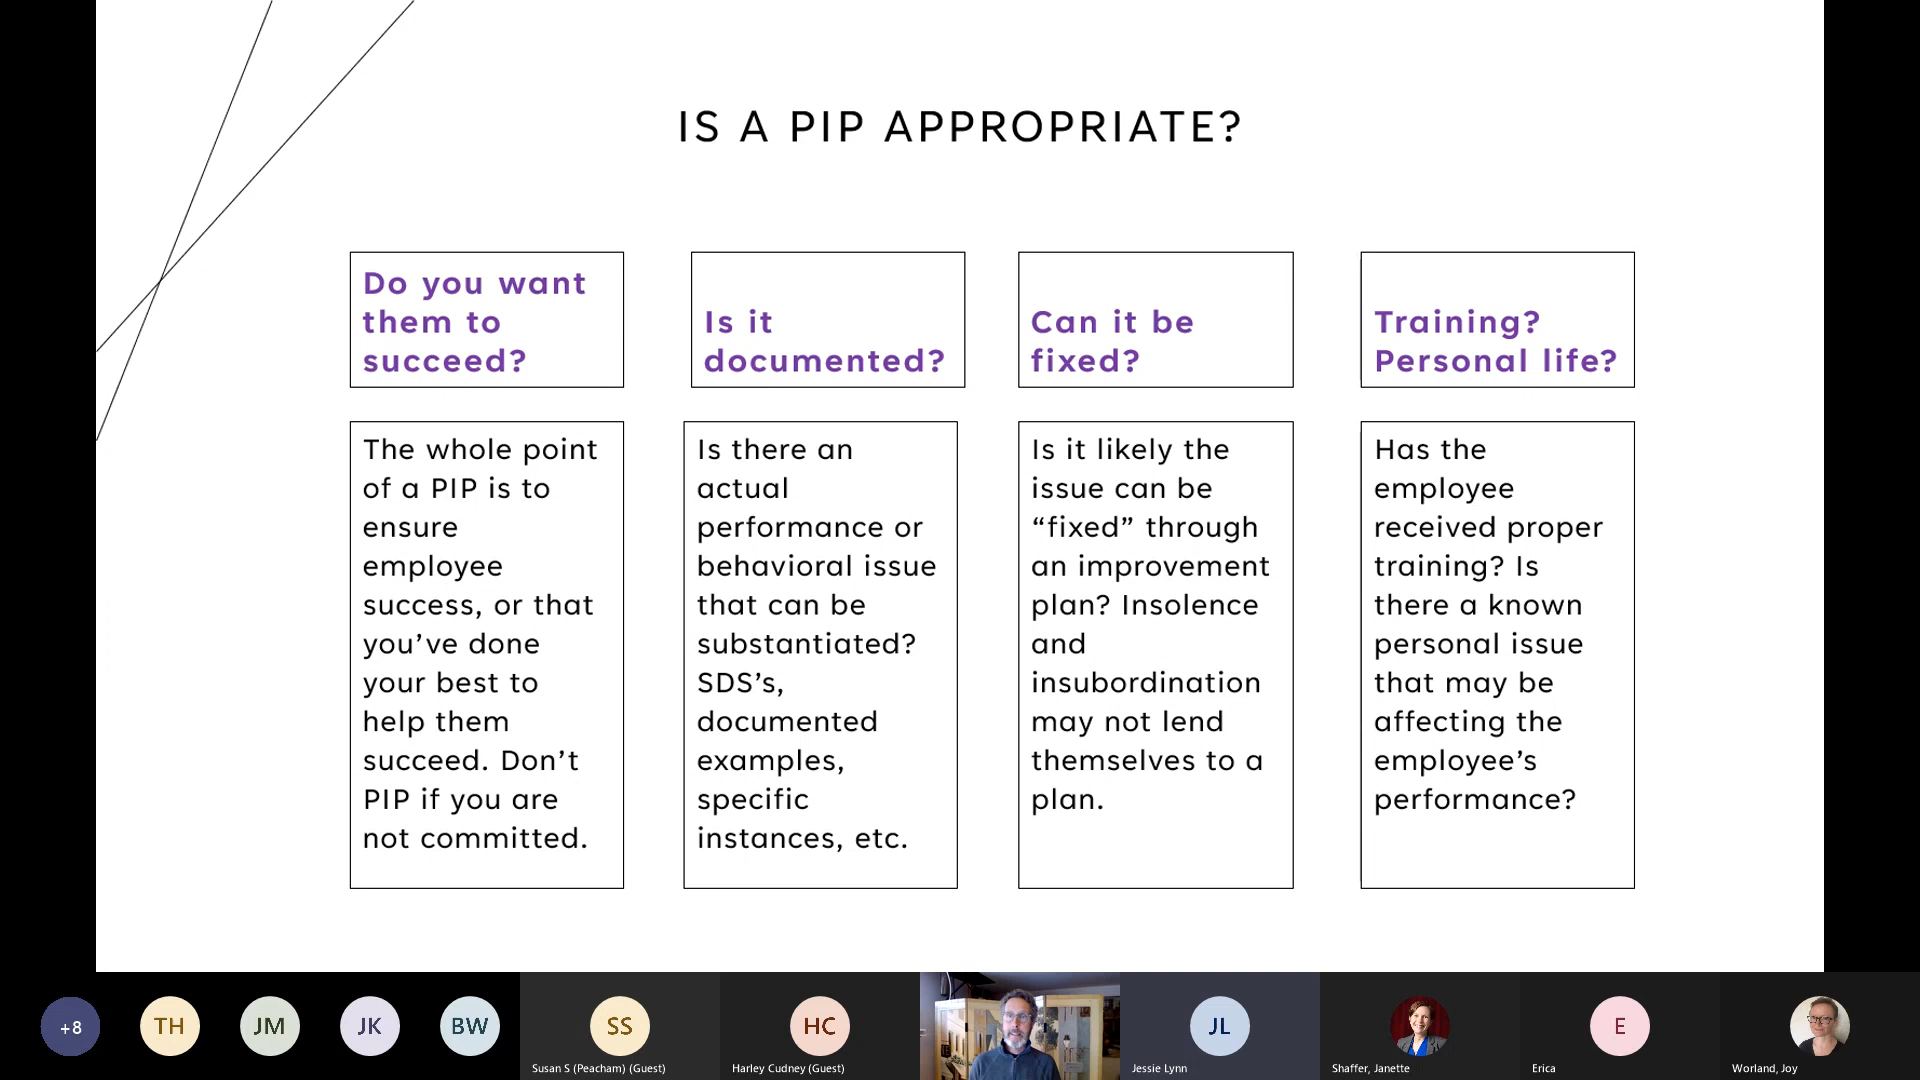 IS A PIP APPROPRIATE?
Do you want
them to
succeed?
The whole point
of a PIP is to
ensure
employee
success, or that
you’ve done
your best to
help them
succeed. Don’t
PIP if you are
not committed.
Is it
documented?
Is there an
actual
performance or
behavioral issue
that can be
substantiated?
SDS’s,
documented
examples,
specific
instances, etc.
Can it be
fixed?
Is it likely the
issue can be
“fixed” through
an improvement
plan? Insolence
and
insubordination
may not lend
themselves to a
plan.
Training?
Personal life?
Has the
employee
received proper
training? Is
there a known
personal issue
that may be
affecting the
employee’s
performance?
+8
TH
JM
JK
BW
SS
Susan S (Peacham) (Guest)
HC
Harley Cudney (Guest)
JL
Jessie Lynn
Shaffer, Janette
E
Erica
Worland, Joy